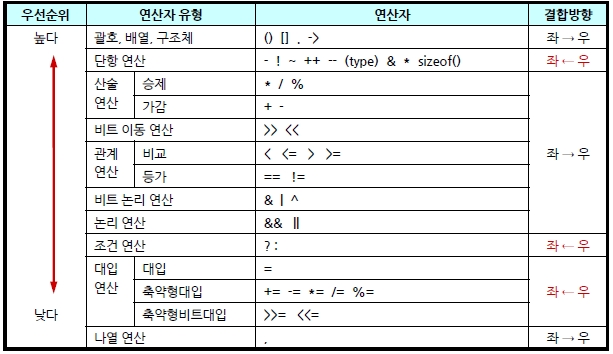 우선순위 연산자 유형 연산자 결합방향
높다 괄호, 배열, 구조체 () [] . -> 좌 → 우
단항 연산 - ! ~ ++ -- (type) & * sizeof() 좌 ← 우
산술 연산 승제 * / %
가감 + -
비트 이동 연산 >> <<
관계 연산 비교 < <= > >= 좌 → 우
등가 == !=
비트 논리 연산 & | ^
논리 연산 && ||
조건 연산 ? : 좌 ← 우
대입 연산 대입 =
축약형대입 += -= *= /= %= 좌 ← 우
낮다 축약형비트대입 >>= <<=
나열 연산 , 좌 → 우